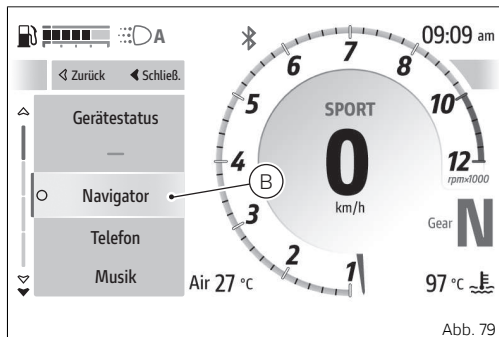 A
09:09 am
Zurück
Schließ.
Gerätestatus
Navigator
Telefon
Musik
B
1
2
3
4
5
6
7
8
10
12
rpm×1000
SPORT
0
km/h
Gear N
Air 27 °C
97 °C
Abb. 79